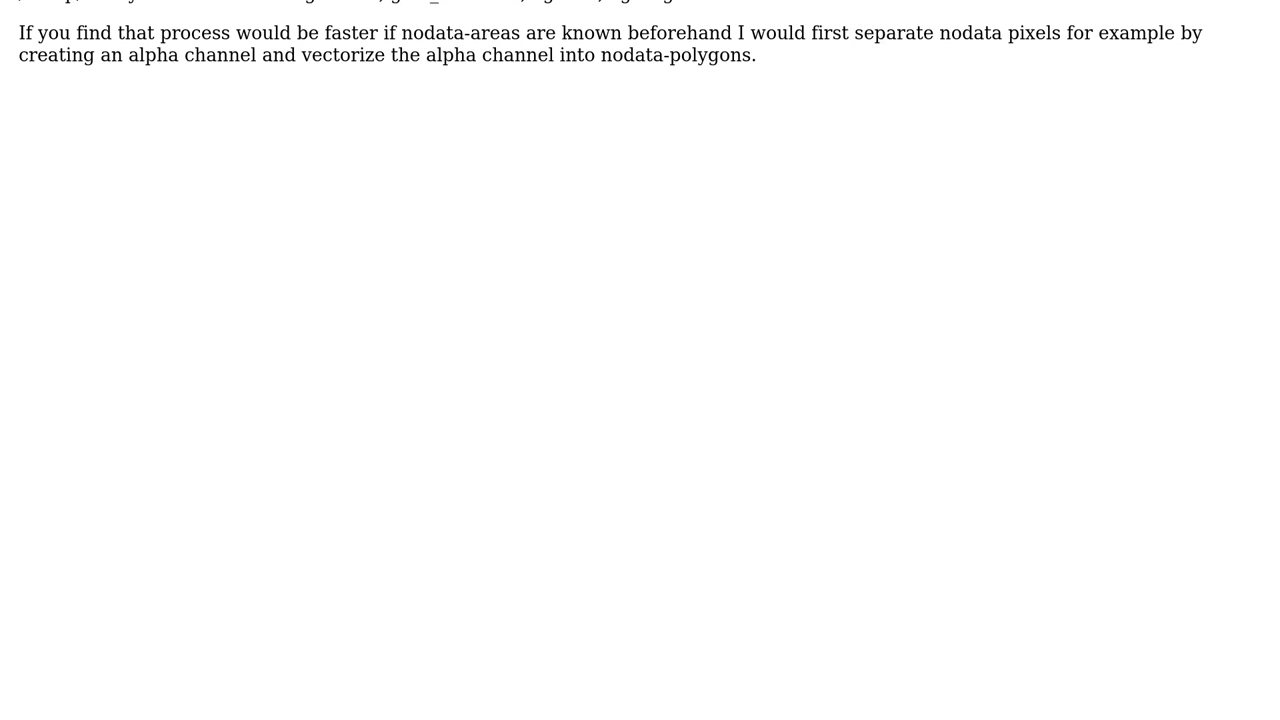 If you find that process would be faster if nodata-areas are known beforehand I would first separate nodata pixels for example by
creating an alpha channel and vectorize the alpha channel into nodata-polygons.